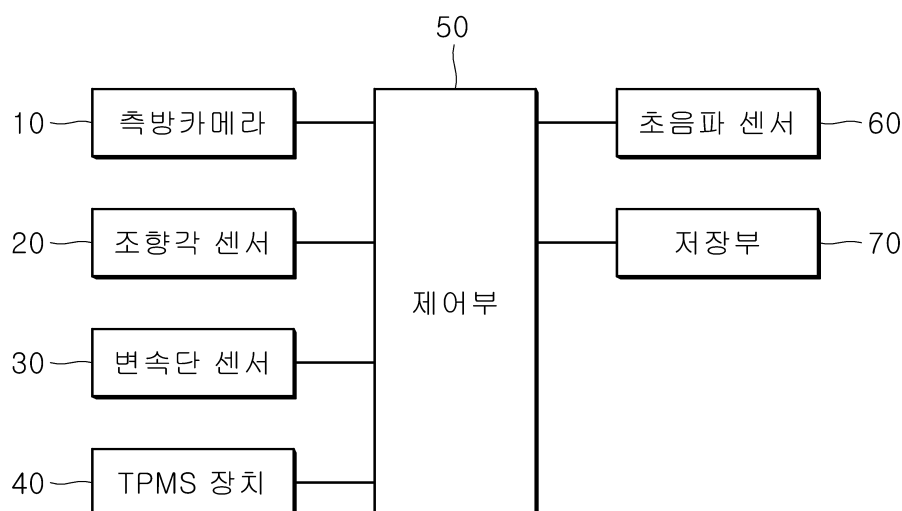 50
10 측방카메라
초음파 센서 60
20 조향각 센서
저장부 70
제어부
30 변속단 센서
40 TPMS 장치